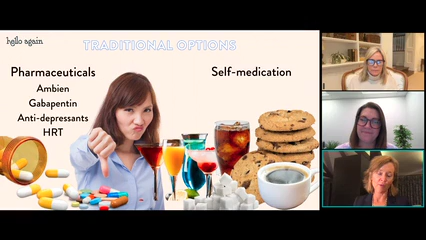 hello again
TRADITIONAL OPTIONS
Pharmaceuticals
Ambien
Gabapentin
Anti-depressants
HRT
Self-medication